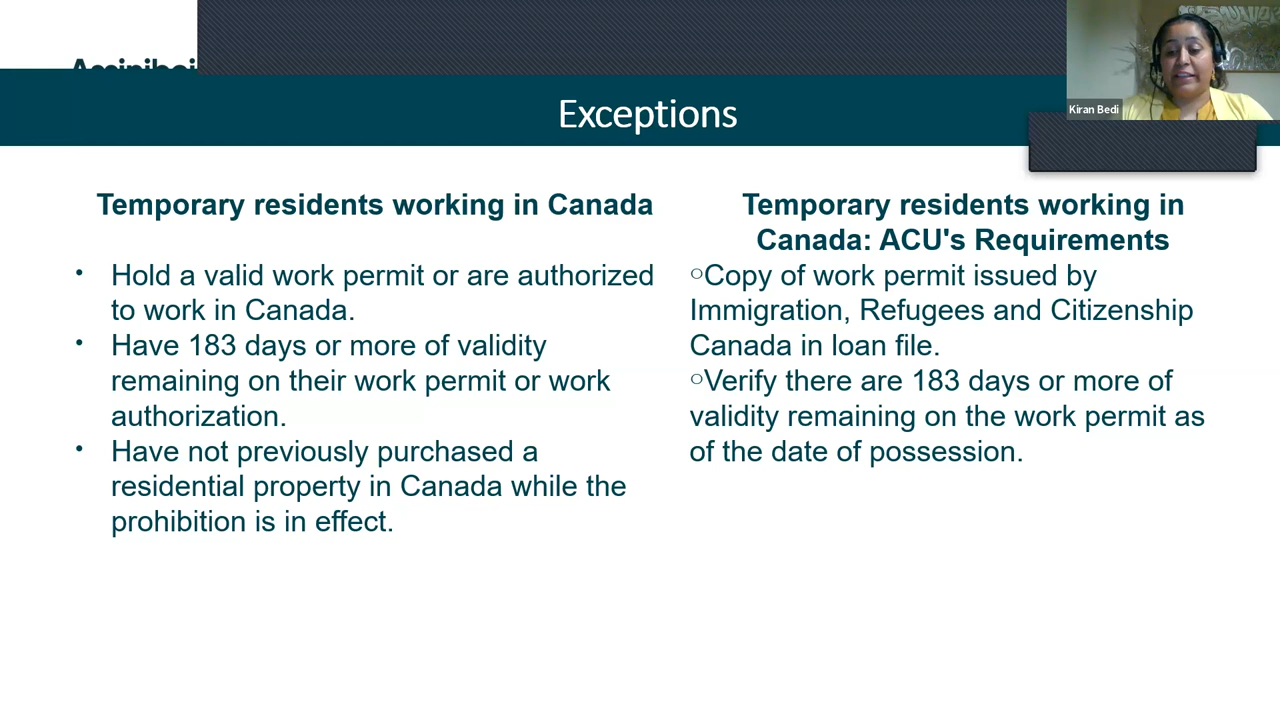 Exceptions
Kiran Bedi
Temporary residents working in Canada
• Hold a valid work permit or are authorized
to work in Canada.
• Have 183 days or more of validity
remaining on their work permit or work
authorization.
• Have not previously purchased a
residential property in Canada while the
prohibition is in effect.
Temporary residents working in
Canada: ACU's Requirements
○Copy of work permit issued by
Immigration, Refugees and Citizenship
Canada in loan file.
○Verify there are 183 days or more of
validity remaining on the work permit as
of the date of possession.